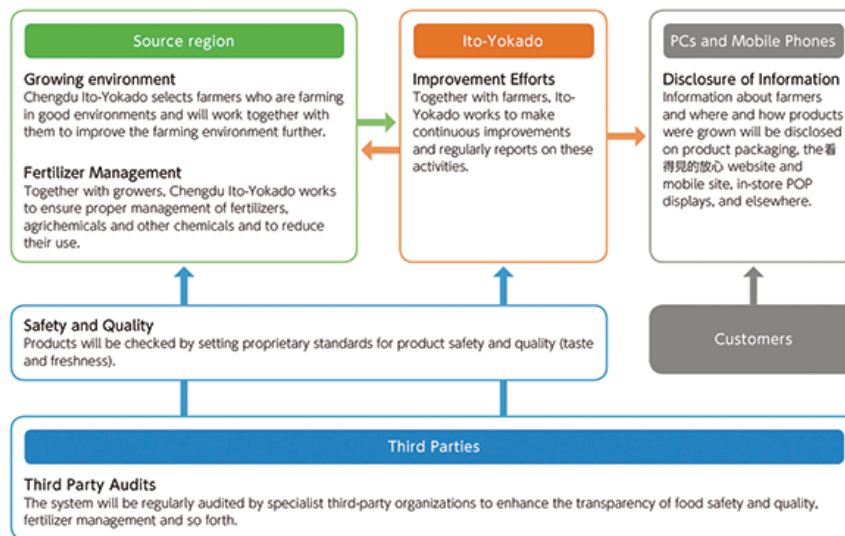 Source region
Growing environment
Chengdu Ito-Yokado selects farmers who are farming
in good environments and will work together with
them to improve the farming environment further.
Fertilizer Management
Together with growers, Chengdu Ito-Yokado works
to ensure proper management of fertilizers,
agrichemicals and other chemicals and to reduce
their use.
Ito-Yokado
Improvement Efforts
Together with farmers, Ito-
Yokado works to make
continuous improvements
and regularly reports on these
activities.
PCs and Mobile Phones
Disclosure of Information
Information about farmers
and where and how products
were grown will be disclosed
on product packaging, the看
得見的放心 website and
mobile site, in-store POP
displays, and elsewhere.
Safety and Quality
Products will be checked by setting proprietary standards for product safety and quality (taste
and freshness).
Customers
Third Parties
Third Party Audits
The system will be regularly audited by specialist third-party organizations to enhance the transparency of food safety and quality,
fertilizer management and so forth.